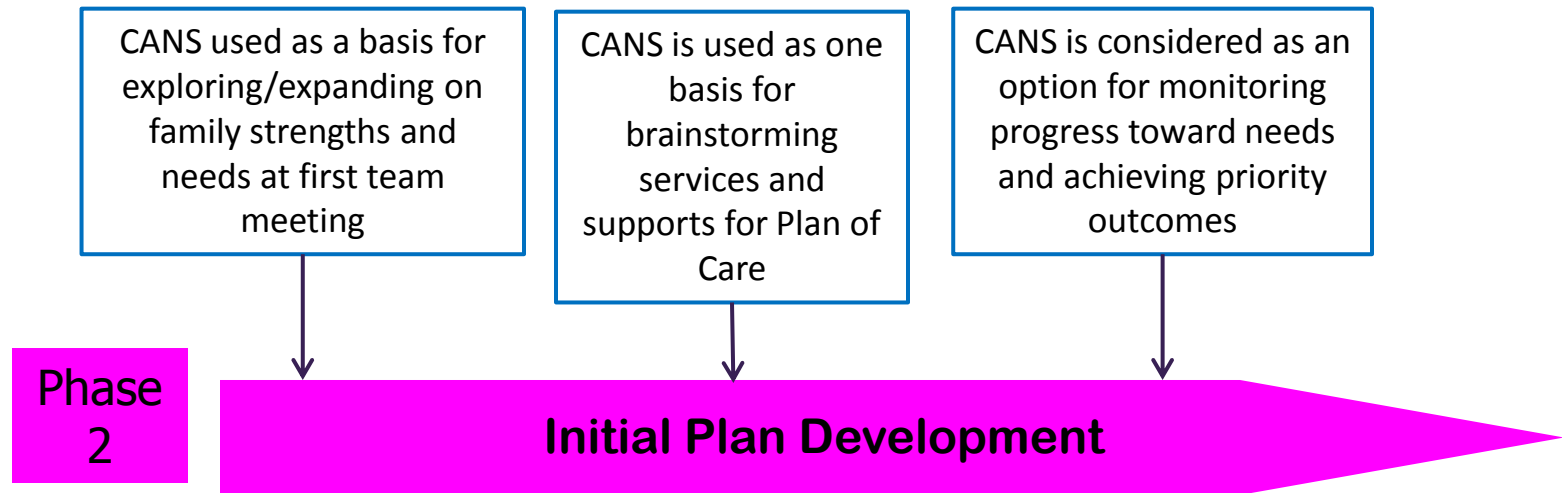 CANS used as a basis for
exploring/expanding on
family strengths and
needs at first team
meeting
CANS is used as one
basis for
brainstorming
services and
supports for Plan of
Care
CANS is considered as an
option for monitoring
progress toward needs
and achieving priority
outcomes
Phase
2
Initial Plan Development